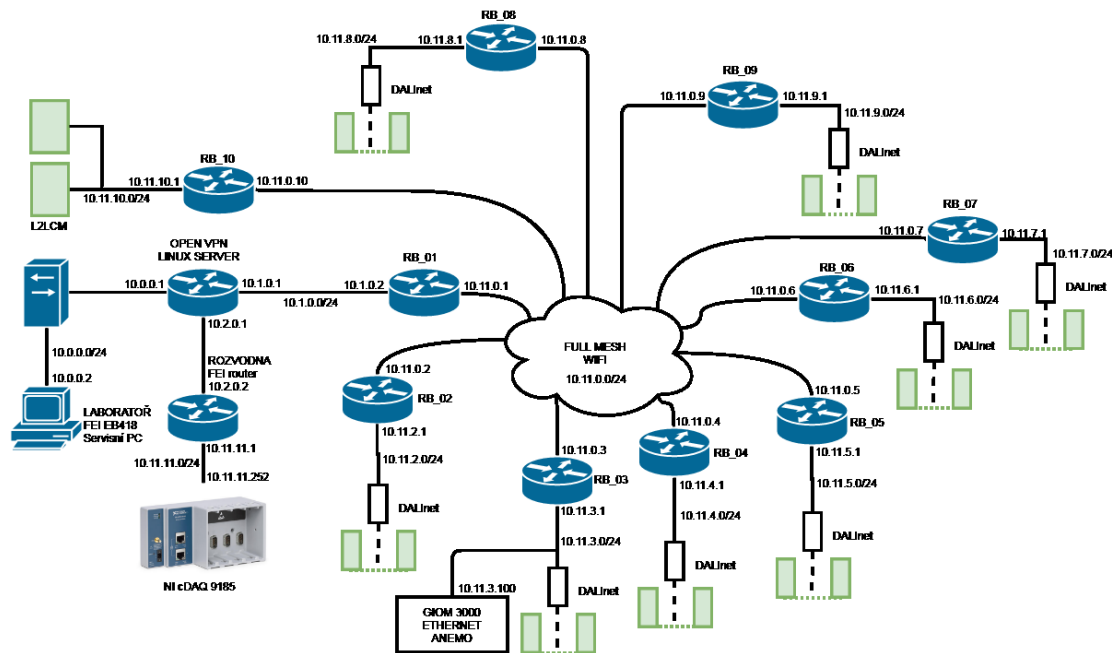 RB_08
10.11.8.0/24
10.11.8.1
10.11.0.8
DALInet
RB_09
10.11.0.9
10.11.9.1
10.11.9.0/24
DALInet
RB_10
10.11.10.1
10.11.0.10
10.11.10.0/24
L2LCM
RB_07
10.11.0.7
10.11.7.1
10.11.7.0/24
DALInet
OPEN VPN
LINUX SERVER
10.0.0.1
10.1.0.1
10.1.0.0/24
10.2.0.1
RB_01
10.1.0.2
10.11.0.1
RB_06
10.11.0.6
10.11.6.1
10.11.6.0/24
DALInet
10.0.0.0/24
10.0.0.2
LABORATOŘ
FEI EB418
Servisní PC
ROZVODNA
FEI router
10.2.0.2
10.11.11.1
10.11.11.0/24
10.11.11.252
NI cDAQ 9185
FULL MESH
WIFI
10.11.0.0/24
10.11.0.2
RB_02
10.11.2.1
10.11.2.0/24
DALInet
10.11.0.3
RB_03
10.11.3.1
10.11.3.0/24
DALInet
10.11.3.100
GIOM 3000
ETHERNET
ANEMO
10.11.0.4
RB_04
10.11.4.1
10.11.4.0/24
DALInet
10.11.0.5
RB_05
10.11.5.1
10.11.5.0/24
DALInet